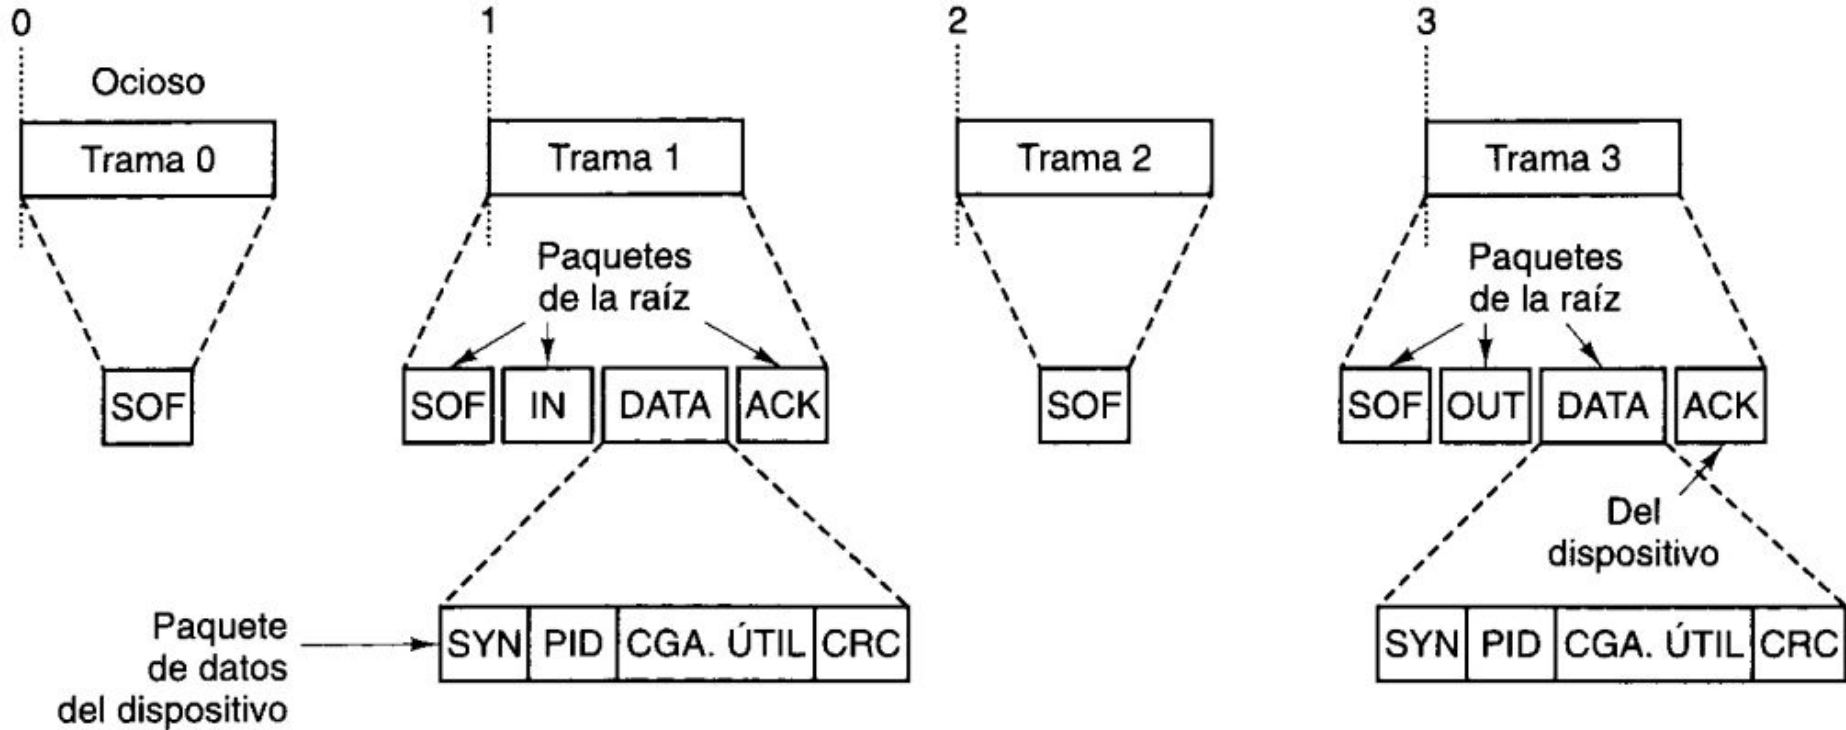 0
1
2
3
Ocioso
Trama 0
Trama 1
Trama 2
Trama 3
Paquetes
de la raíz
Paquetes
de la raíz
SOF
SOF
IN
DATA
ACK
SOF
SOF
OUT
DATA
ACK
Del
dispositivo
Paquete
de datos
del dispositivo
SYN
PID
CGA. ÚTIL
CRC
SYN
PID
CGA. ÚTIL
CRC